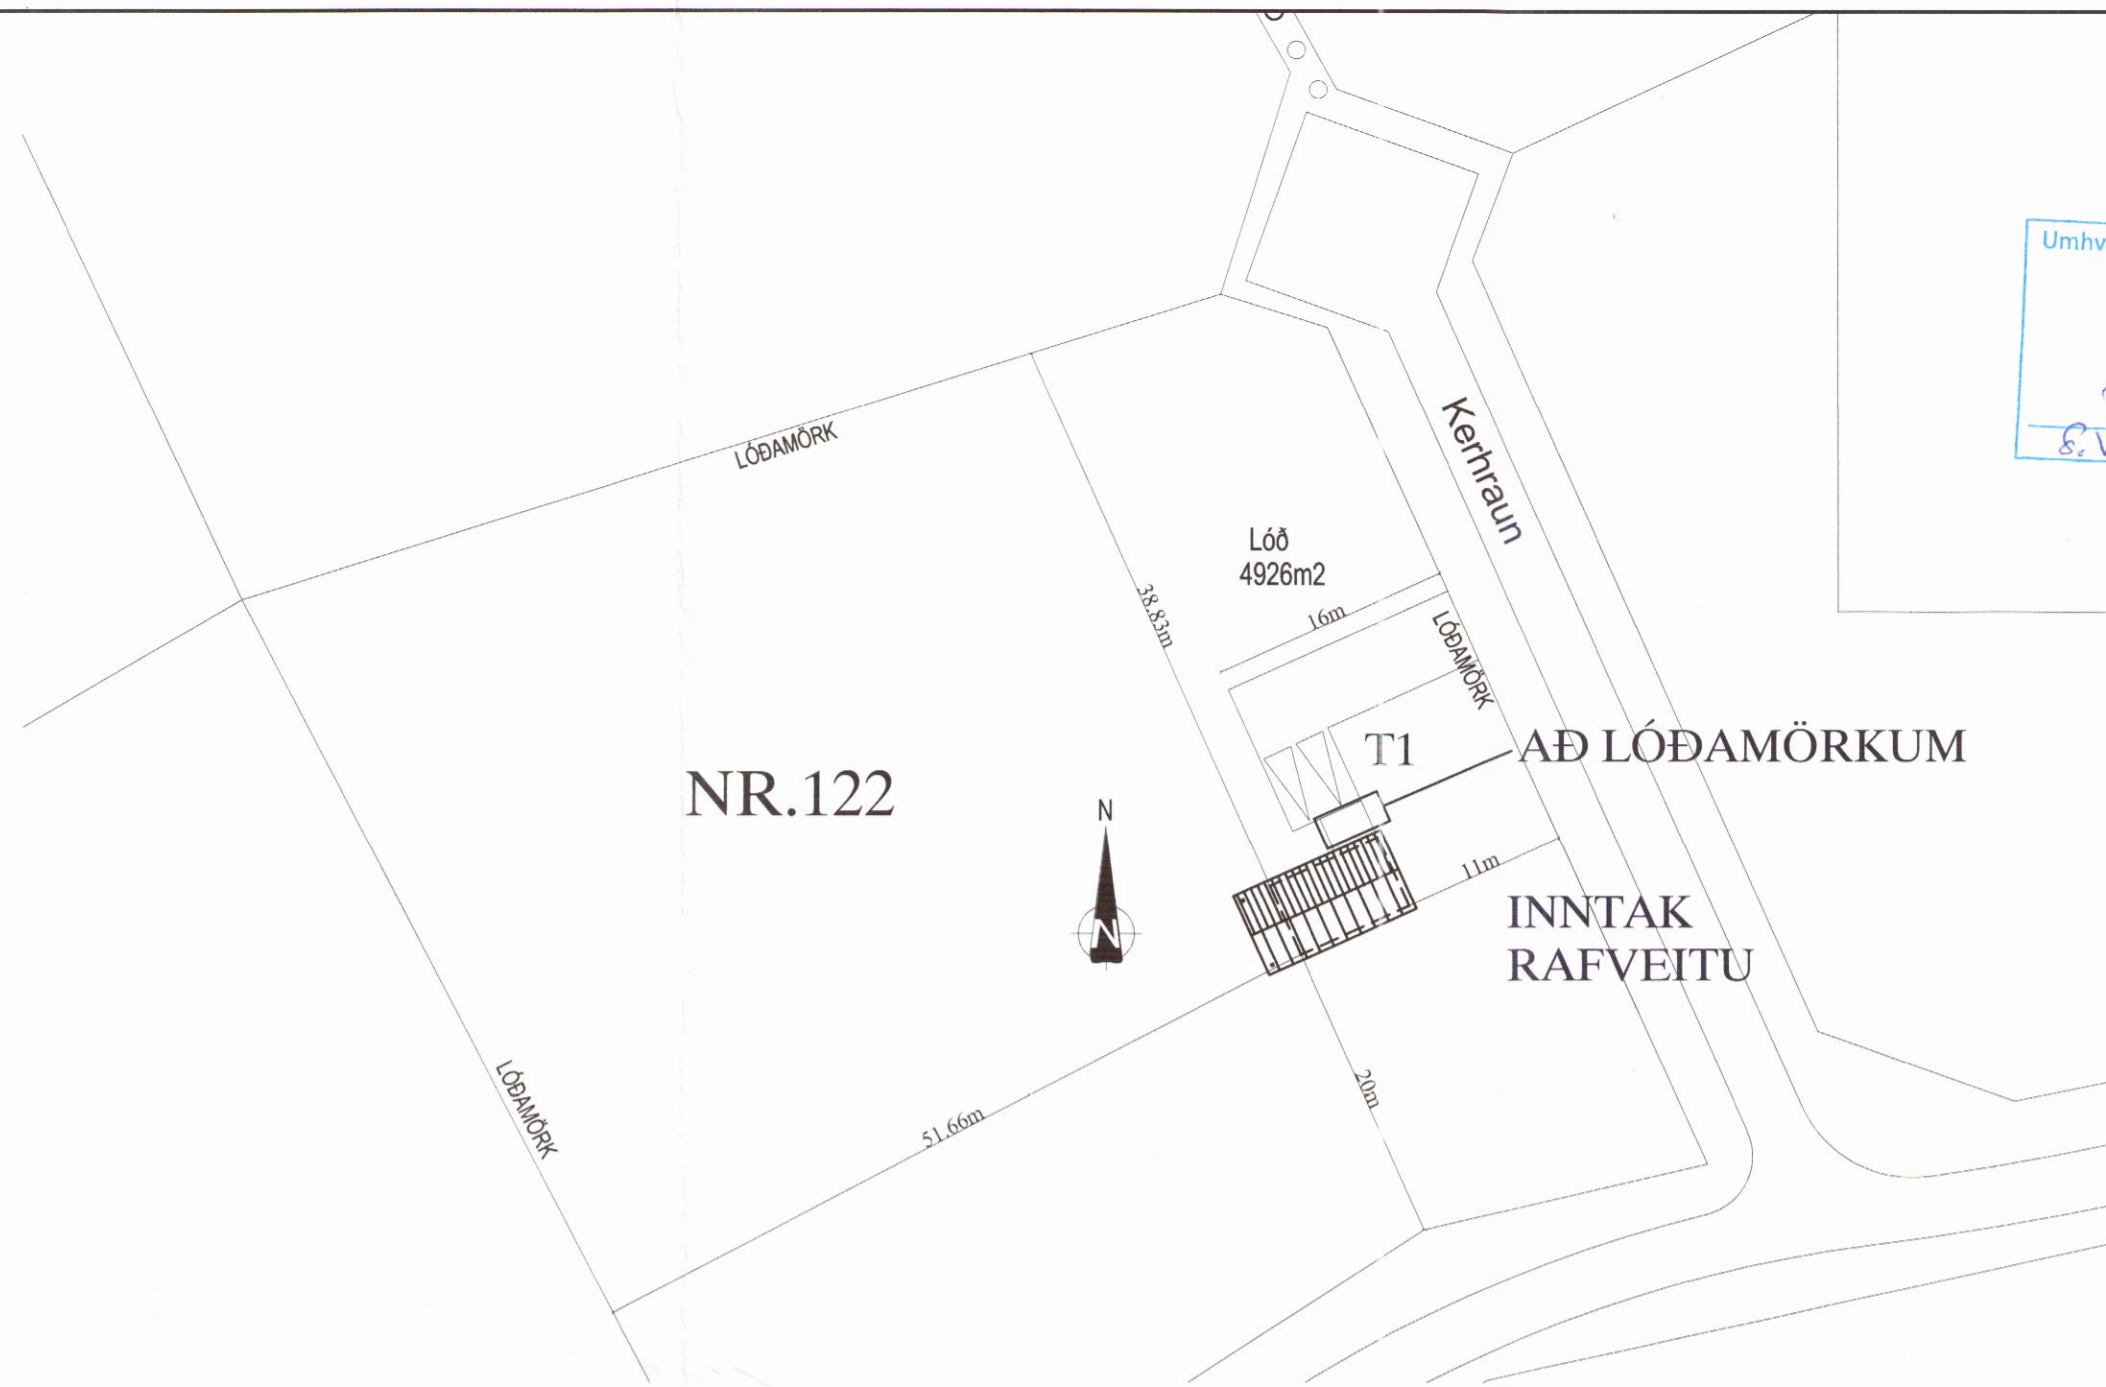 Umhv
LÓÐAMÖRK
Kerhraun
Lóð
4926m2
38.83m
16m
LÓÐAMÖRK
T1
AÐ LÓÐAMÖRKUM
NR.122
N
N
11m
INNTAK
RAFVEITU
LÓÐAMÖRK
20m
51.66m